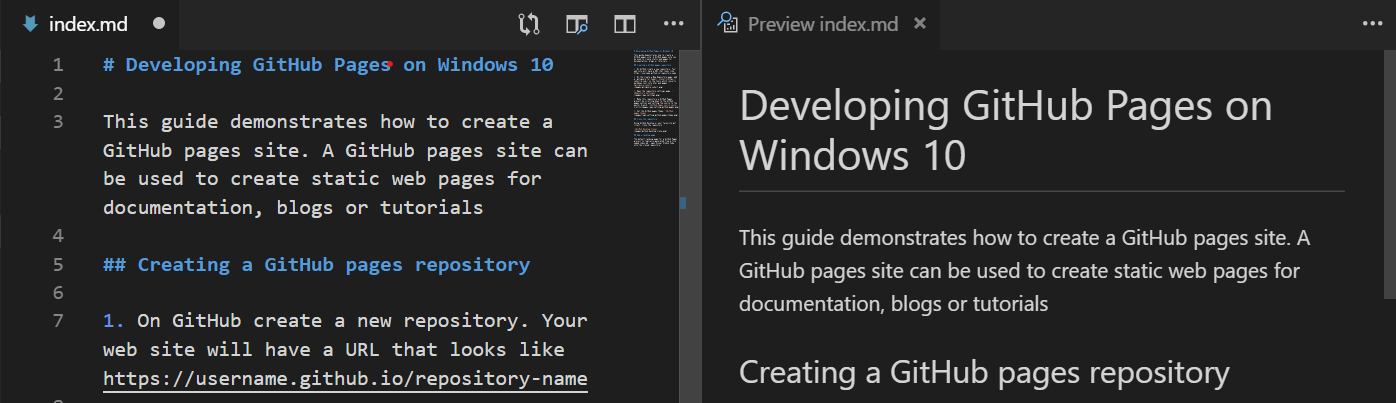 index.md
1 # Developing GitHub Pages on Windows 10
2
3 This guide demonstrates how to create a
GitHub pages site. A GitHub pages site can
be used to create static web pages for
documentation, blogs or tutorials
4
5 ## Creating a GitHub pages repository
6
7 1. On GitHub create a new repository. Your
web site will have a URL that looks like
https://username.github.io/repository-name
Preview index.md
Developing GitHub Pages on
Windows 10
This guide demonstrates how to create a GitHub pages site. A
GitHub pages site can be used to create static web pages for
documentation, blogs or tutorials
Creating a GitHub pages repository